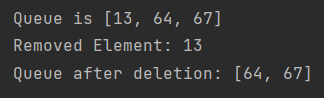 Queue is [13, 64, 67]
Removed Element: 13
Queue after deletion: [64, 67]